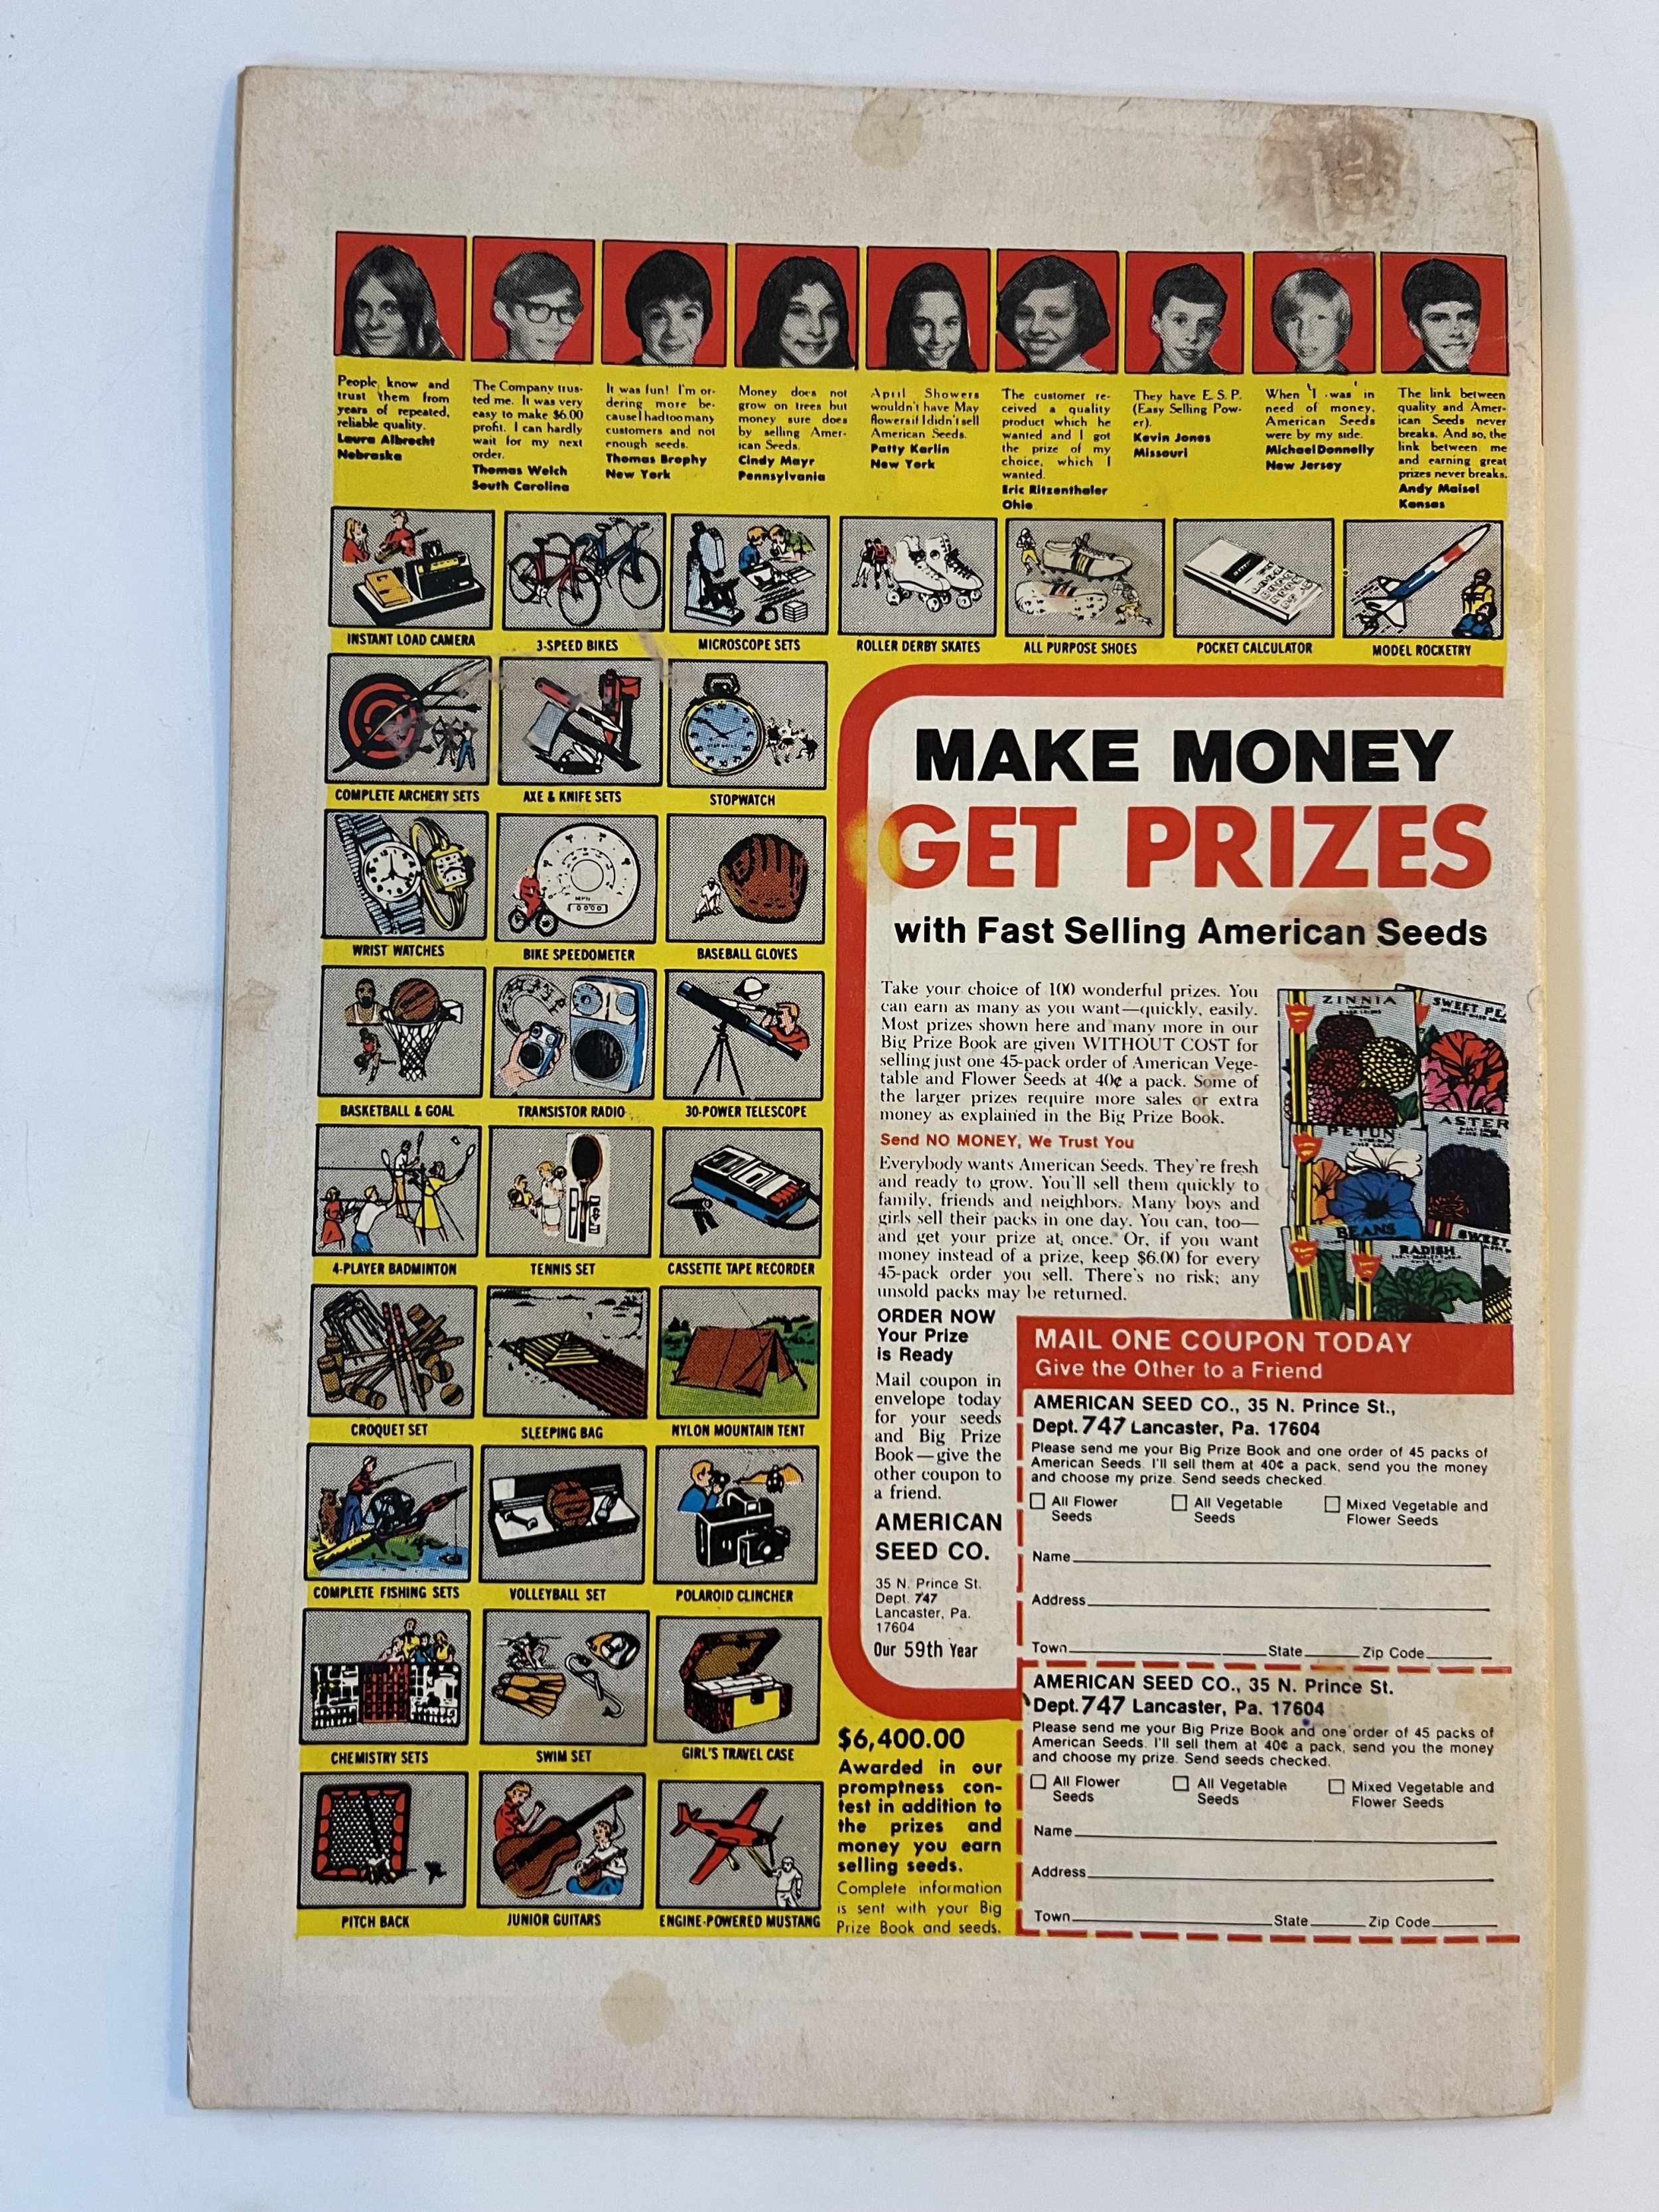 People know and
trust them from
years of repeated,
reliable quality.
Laura Albrecht
Nebraska
The Company trus-
ted me. It was very
easy to make $6.00
profit. I can hardly
wait for my next
order.
Thomas Welch
South Carolina
It was fun! I'm or-
dering more be-
cause I had too many
customers and not
enough seeds.
Thomas Brophy
New York
Money does not
grow on trees but
money sure does
by selling Amer-
ican Seeds.
Cindy Mayr
Pennsylvania
April Showers
wouldn't have May
flowers if I didn't sell
American Seeds.
Patty Karlin
New York
The customer re-
ceived a quality
product which he
wanted and I got
the prize of my
choice, which I
wanted.
Eric Ritzenthaler
Ohio
They have E.S.P.
(Easy Selling Pow-
er).
Kevin Jones
Missouri
When I was in
need of money,
American Seeds
were by my side.
Michael Donnelly
New Jersey
The link between
quality and Amer-
ican Seeds never
breaks. And so, the
link between me
and earning great
prizes never breaks.
Andy Maisel
Kansas
INSTANT LOAD CAMERA
3-SPEED BIKES
MICROSCOPE SETS
ROLLER DERBY SKATES
ALL PURPOSE SHOES
POCKET CALCULATOR
MODEL ROCKETRY
COMPLETE ARCHERY SETS
AXE & KNIFE SETS
STOPWATCH
WRIST WATCHES
MPH
BIKE SPEEDOMETER
BASEBALL GLOVES
BASKETBALL & GOAL
TRANSISTOR RADIO
30-POWER TELESCOPE
4-PLAYER BADMINTON
TENNIS SET
CASSETTE TAPE RECORDER
CROQUET SET
SLEEPING BAG
NYLON MOUNTAIN TENT
COMPLETE FISHING SETS
VOLLEYBALL SET
POLAROID CLINCHER
CHEMISTRY SETS
SWIM SET
GIRL'S TRAVEL CASE
PITCH BACK
JUNIOR GUITARS
ENGINE-POWERED MUSTANG
MAKE MONEY
GET PRIZES
with Fast Selling American Seeds
Take your choice of 100 wonderful prizes. You
can earn as many as you want—quickly, easily.
Most prizes shown here and many more in our
Big Prize Book are given WITHOUT COST for
selling just one 45-pack order of American Vege-
table and Flower Seeds at 40¢ a pack. Some of
the larger prizes require more sales or extra
money as explained in the Big Prize Book.
Send NO MONEY, We Trust You
Everybody wants American Seeds. They're fresh
and ready to grow. You'll sell them quickly to
family, friends and neighbors. Many boys and
girls sell their packs in one day. You can, too—
and get your prize at once. Or, if you want
money instead of a prize, keep $6.00 for every
45-pack order you sell. There's no risk; any
unsold packs may be returned.
ZINNIA
SWEET PE
ASTER
PETUN
BEANS
RADISH
SWEET
ORDER NOW
Your Prize
is Ready
Mail coupon in
envelope today
for your seeds
and Big Prize
Book—give the
other coupon to
a friend.
AMERICAN
SEED CO.
35 N. Prince St.
Dept. 747
Lancaster, Pa.
17604
Our 59th Year
$6,400.00
Awarded in our
promptness con-
test in addition to
the prizes and
money you earn
selling seeds.
Complete information
is sent with your Big
Prize Book and seeds.
MAIL ONE COUPON TODAY
Give the Other to a Friend
AMERICAN SEED CO., 35 N. Prince St.,
Dept. 747 Lancaster, Pa. 17604
Please send me your Big Prize Book and one order of 45 packs of
American Seeds. I'll sell them at 40¢ a pack, send you the money
and choose my prize. Send seeds checked.
All Flower Seeds
All Vegetable Seeds
Mixed Vegetable and Flower Seeds
Name
Address
Town State Zip Code
AMERICAN SEED CO., 35 N. Prince St.
Dept. 747 Lancaster, Pa. 17604
Please send me your Big Prize Book and one order of 45 packs of
American Seeds. I'll sell them at 40¢ a pack, send you the money
and choose my prize. Send seeds checked.
All Flower Seeds
All Vegetable Seeds
Mixed Vegetable and Flower Seeds
Name
Address
Town State Zip Code